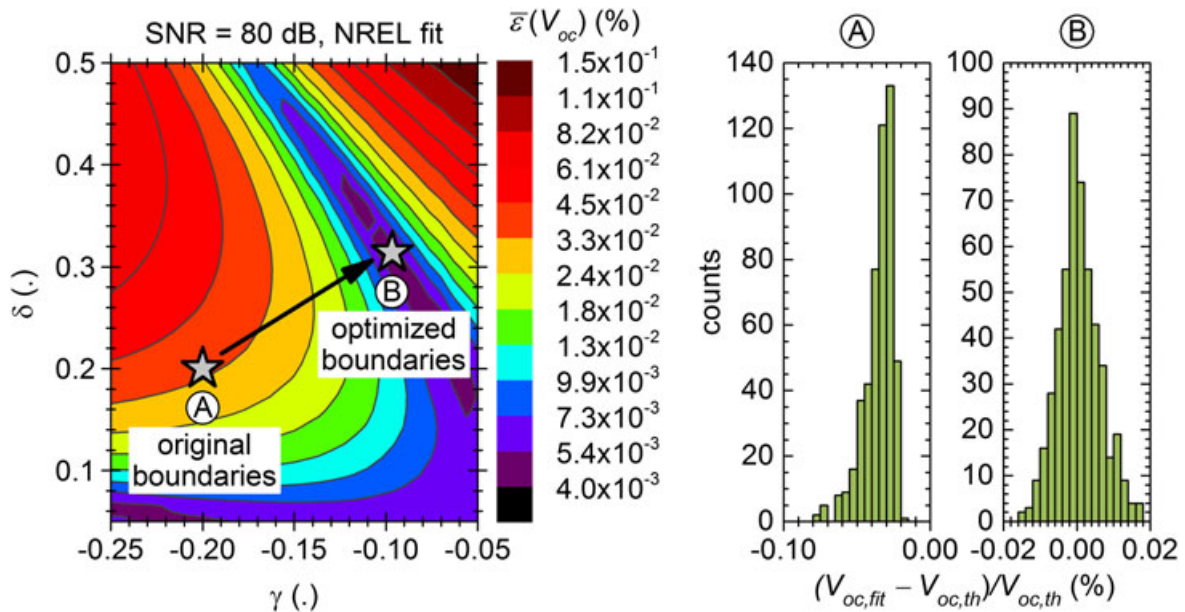 SNR = 80 dB, NREL fit
ε̅(V_oc) (%)
0.5
0.4
0.3
0.2
0.1
δ (.)
-0.25 -0.20 -0.15 -0.10 -0.05
γ (.)
A
original
boundaries
B
optimized
boundaries
1.5x10⁻¹
1.1x10⁻¹
8.2x10⁻²
6.1x10⁻²
4.5x10⁻²
3.3x10⁻²
2.4x10⁻²
1.8x10⁻²
1.3x10⁻²
9.9x10⁻³
7.3x10⁻³
5.4x10⁻³
4.0x10⁻³
A
140
120
100
80
60
40
20
0
counts
-0.10 0.00
B
100
90
80
70
60
50
40
30
20
10
0
-0.02 0.00 0.02
(V_oc,fit − V_oc,th)/V_oc,th (%)